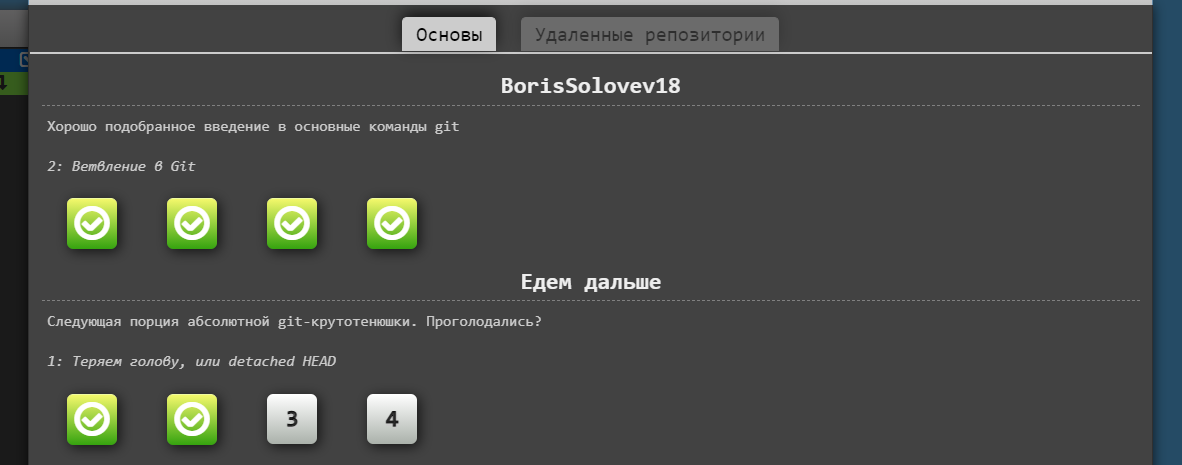 Основы Удаленные репозитории
BorisSolovev18
Хорошо подобранное введение в основные команды git
2: Ветвление в Git
Едем дальше
Следующая порция абсолютной git-крутотенюшки. Проголодались?
1: Теряем голову, или detached HEAD
3 4